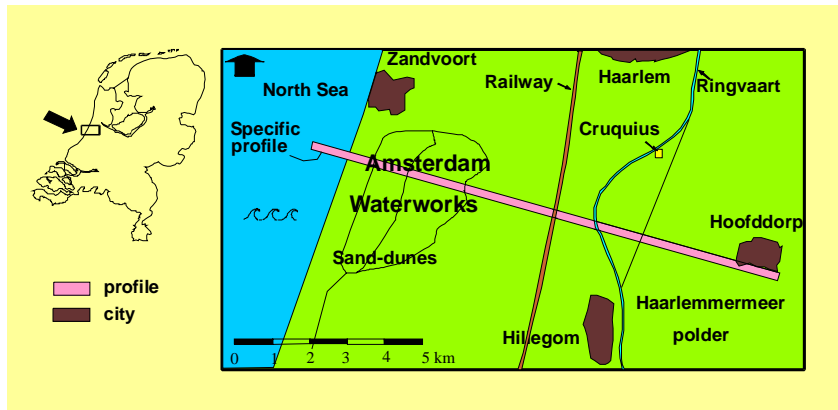 Zandvoort
North Sea
Railway
Haarlem
Ringvaart
Specific
profile
Cruquius
Amsterdam
Waterworks
Hoofddorp
Sand-dunes
profile
city
Haarlemmermeer
polder
Hillegom
0 1 2 3 4 5 km